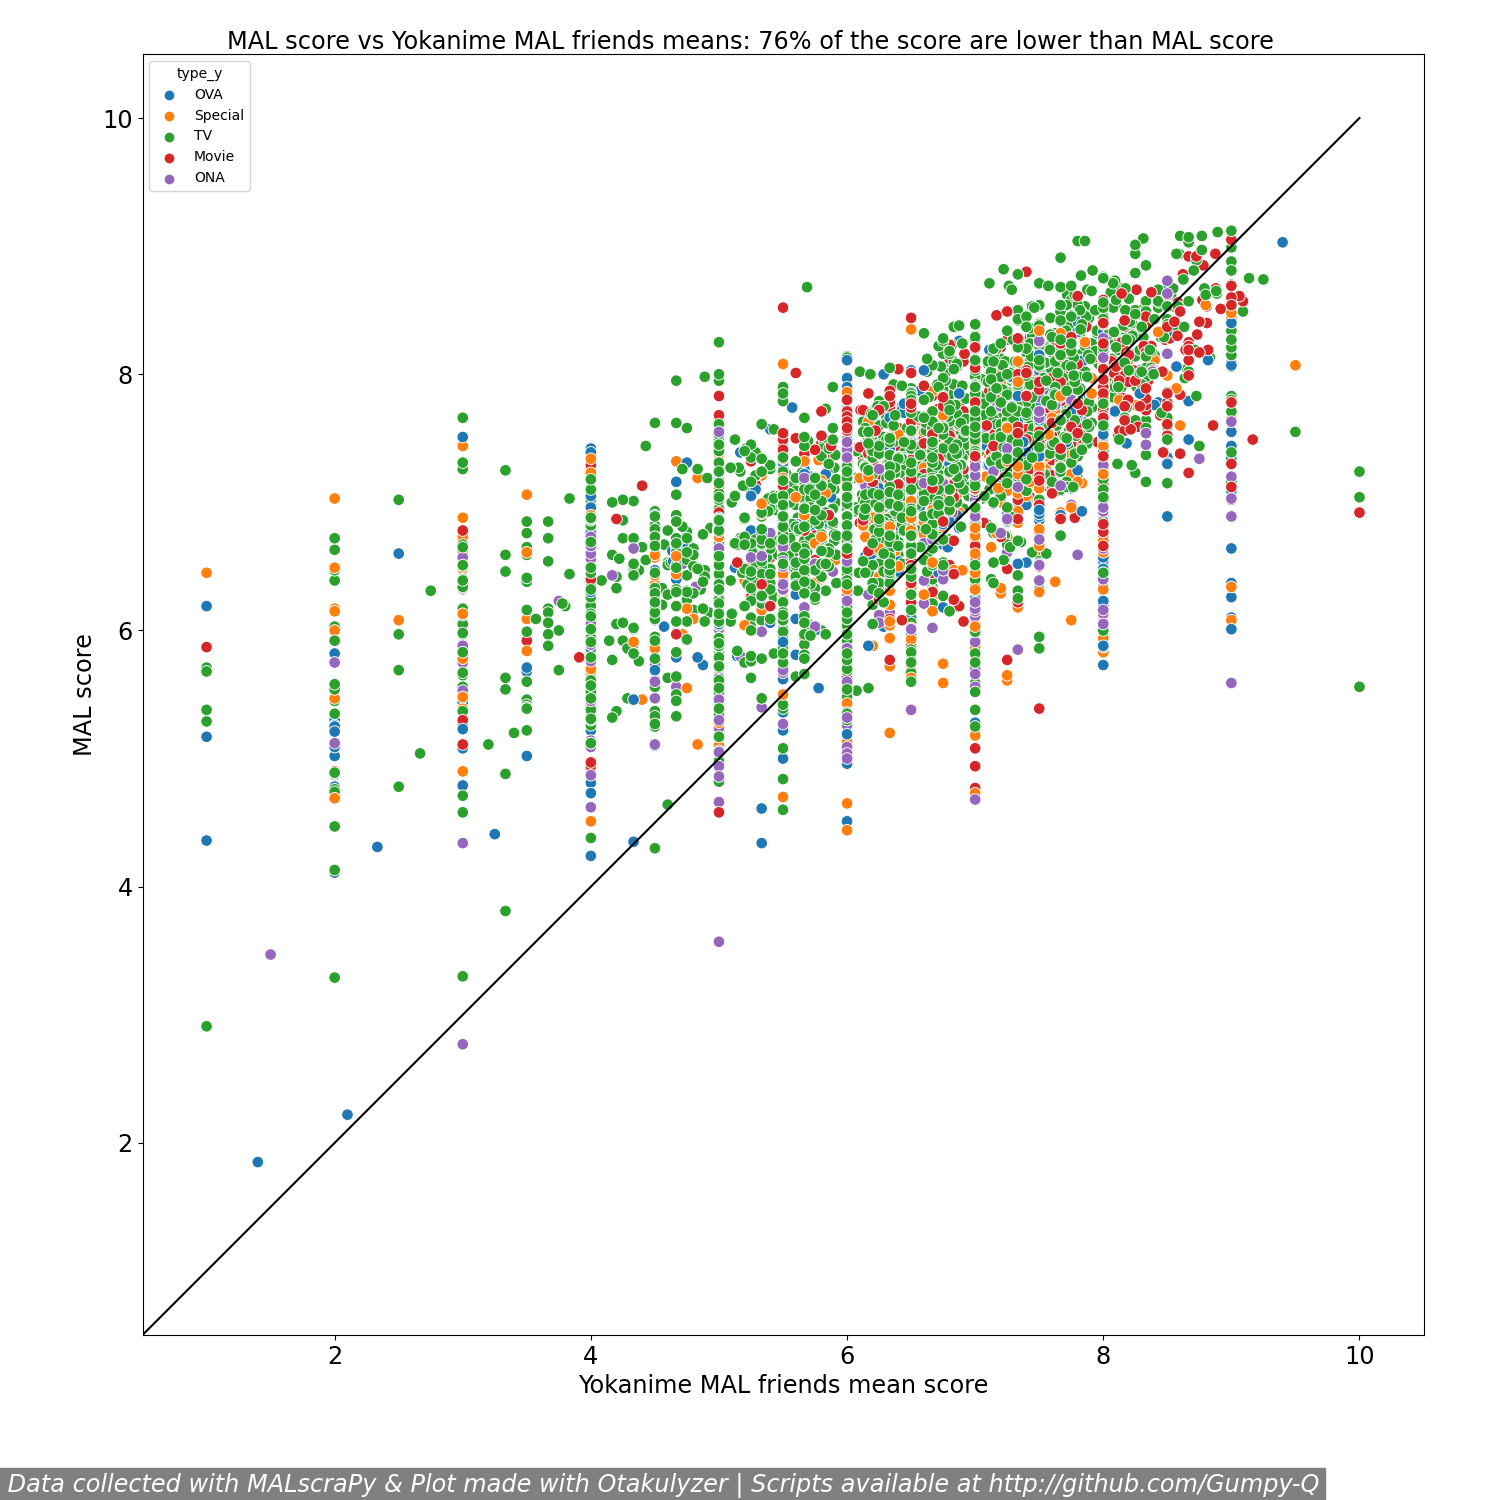 MAL score vs Yokanime MAL friends means: 76% of the score are lower than MAL score
type_y
OVA
Special
TV
Movie
ONA
10
8
6
4
2
MAL score
2 4 6 8 10
Yokanime MAL friends mean score
Data collected with MALscraPy & Plot made with Otakulyzer | Scripts available at http://github.com/Gumpy-Q